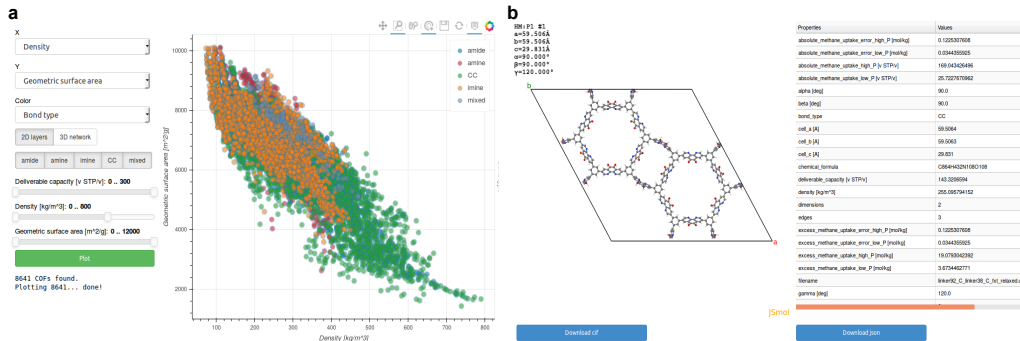 a
X
Density
Y
Geometric surface area
Color
Bond type
2D layers 3D network
amide amine imine CC mixed
Deliverable capacity [v STP/v]: 0 .. 300
Density [kg/m^3]: 0 .. 800
Geometric surface area [m^2/g]: 0 .. 12000
Plot
8641 COFs found.
Plotting 8641... done!
Geometric surface area [m^2/g]
10000
8000
6000
4000
2000
100 200 300 400 500 600 700 800
Density [kg/m^3]
amide
amine
CC
imine
mixed
b
HM:P1 #1
a=59.506Å
b=59.506Å
c=29.831Å
α=90.000°
β=90.000°
γ=120.000°
b
a
JSmol
Download cif
Properties Values
absolute_methane_uptake_error_high_P [mol/kg] 0.1225307608
absolute_methane_uptake_error_low_P [mol/kg] 0.0344355925
absolute_methane_uptake_high_P [v STP/v] 169.043426496
absolute_methane_uptake_low_P [v STP/v] 25.7227670962
alpha [deg] 90.0
beta [deg] 90.0
bond_type CC
cell_a [A] 59.5064
cell_b [A] 59.5063
cell_c [A] 29.831
chemical_formula C864H432N108O108
deliverable_capacity [v STP/v] 143.3206594
density [kg/m^3] 255.095794152
dimensions 2
edges 3
excess_methane_uptake_error_high_P [mol/kg] 0.1225307608
excess_methane_uptake_error_low_P [mol/kg] 0.0344355925
excess_methane_uptake_high_P [mol/kg] 19.0793042392
excess_methane_uptake_low_P [mol/kg] 3.6734462771
filename linker92_C_linker38_C_fxt_relaxed.c
gamma [deg] 120.0
Download json